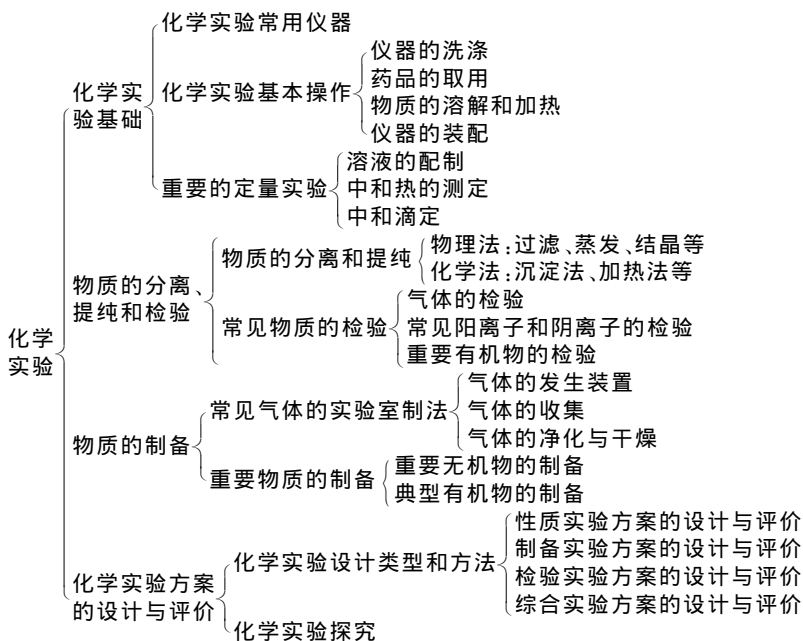 化学实验
化学实验基础
化学实验常用仪器
化学实验基本操作
仪器的洗涤
药品的取用
物质的溶解和加热
仪器的装配
重要的定量实验
溶液的配制
中和热的测定
中和滴定
物质的分离、
提纯和检验
物质的分离和提纯
物理法:过滤、蒸发、结晶等
化学法:沉淀法、加热法等
常见物质的检验
气体的检验
常见阳离子和阴离子的检验
重要有机物的检验
物质的制备
常见气体的实验室制法
气体的发生装置
气体的收集
气体的净化与干燥
重要物质的制备
重要无机物的制备
典型有机物的制备
化学实验方案
的设计与评价
化学实验设计类型和方法
性质实验方案的设计与评价
制备实验方案的设计与评价
检验实验方案的设计与评价
综合实验方案的设计与评价
化学实验探究